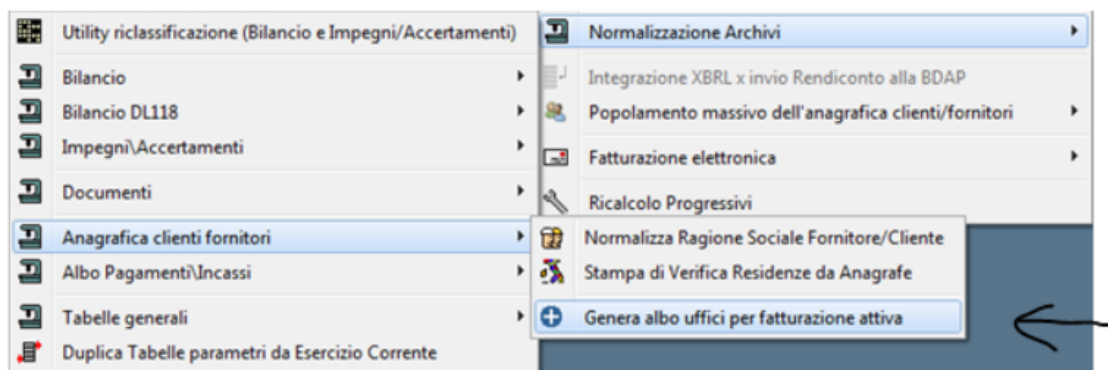 Utility riclassificazione (Bilancio e Impegni/Accertamenti)
Bilancio
Bilancio DL118
Impegni\Accertamenti
Documenti
Anagrafica clienti fornitori
Albo Pagamenti\Incassi
Tabelle generali
Duplica Tabelle parametri da Esercizio Corrente
Normalizzazione Archivi
Integrazione XBRL x invio Rendiconto alla BDAP
Popolamento massivo dell'anagrafica clienti/fornitori
Fatturazione elettronica
Ricalcolo Progressivi
Normalizza Ragione Sociale Fornitore/Cliente
Stampa di Verifica Residenze da Anagrafe
Genera albo uffici per fatturazione attiva